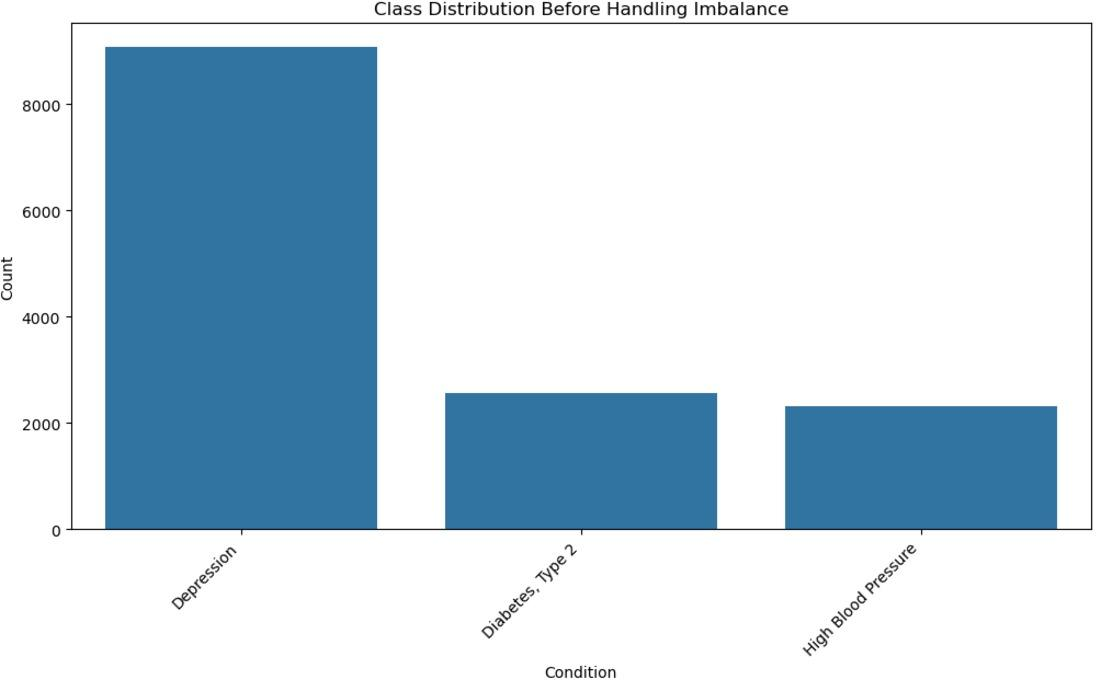 Class Distribution Before Handling Imbalance
Count
8000
6000
4000
2000
0
Depression
Diabetes, Type 2
High Blood Pressure
Condition